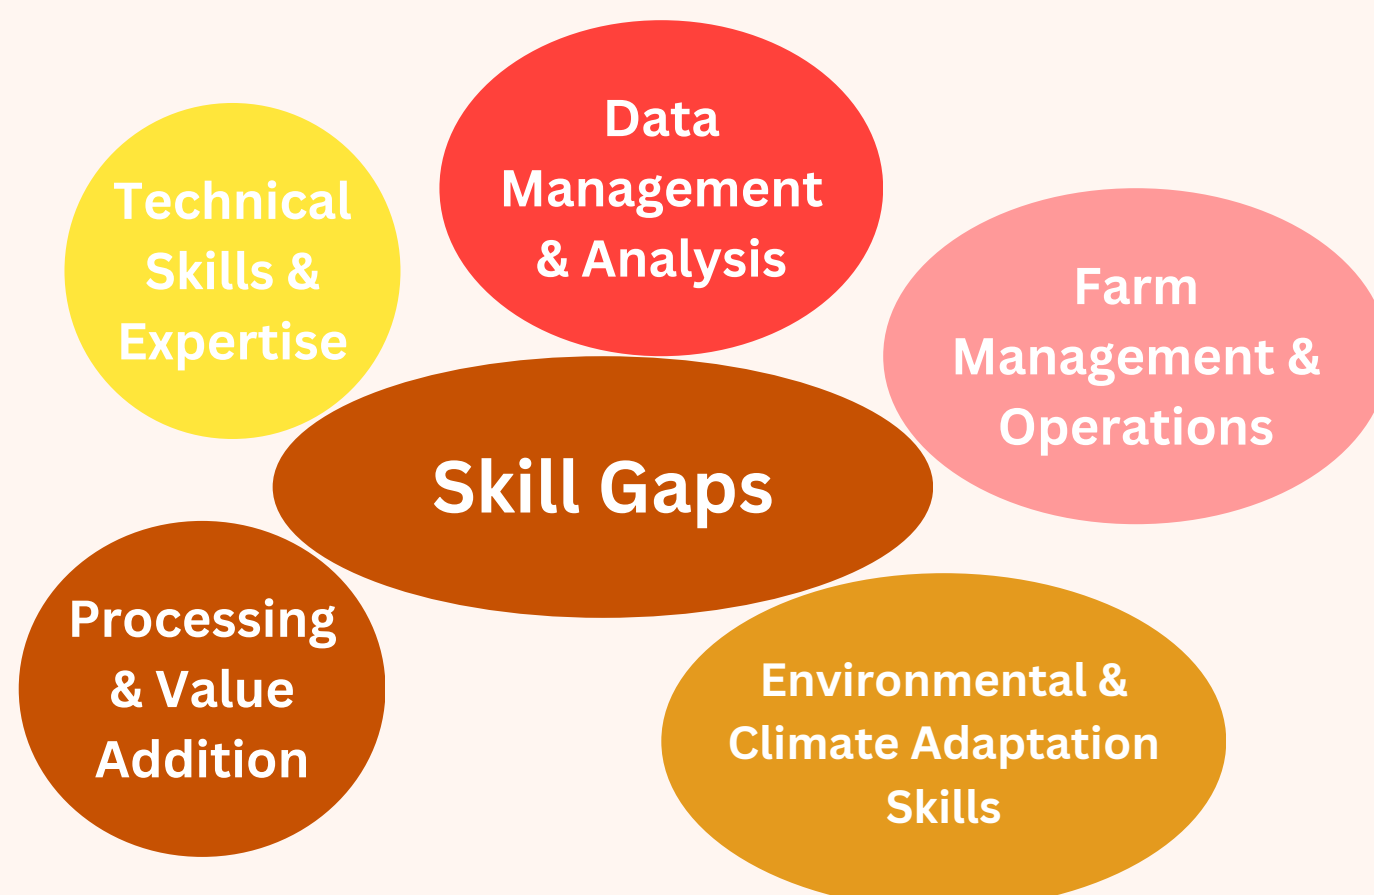 Data
Management
& Analysis
Technical
Skills &
Expertise
Farm
Management &
Operations
Skill Gaps
Processing
& Value
Addition
Environmental &
Climate Adaptation
Skills